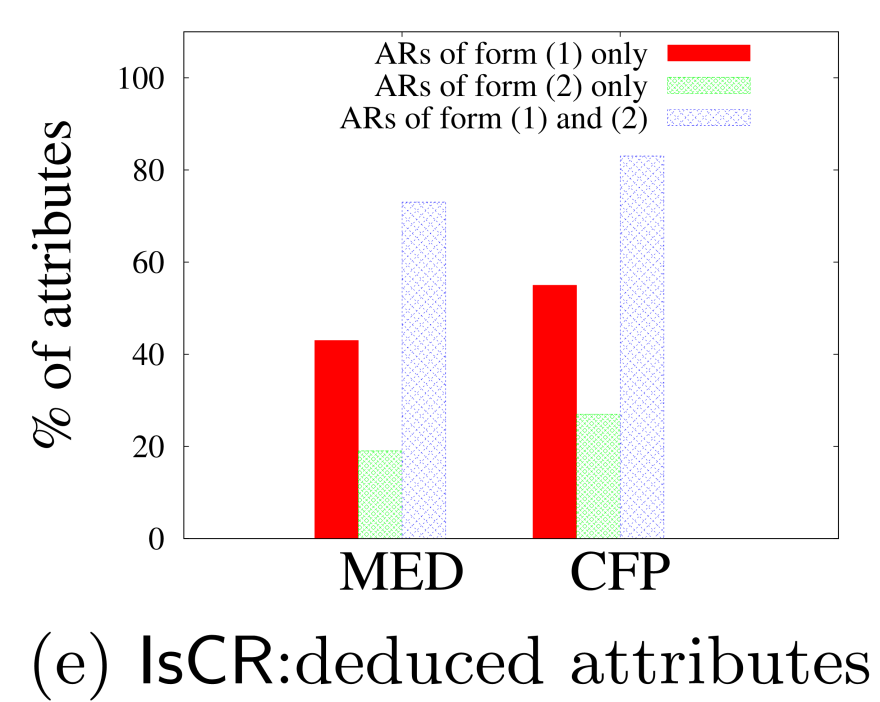 ARs of form (1) only
ARs of form (2) only
ARs of form (1) and (2)
100
80
60
40
20
0
% of attributes
MED CFP
(e) IsCR:deduced attributes